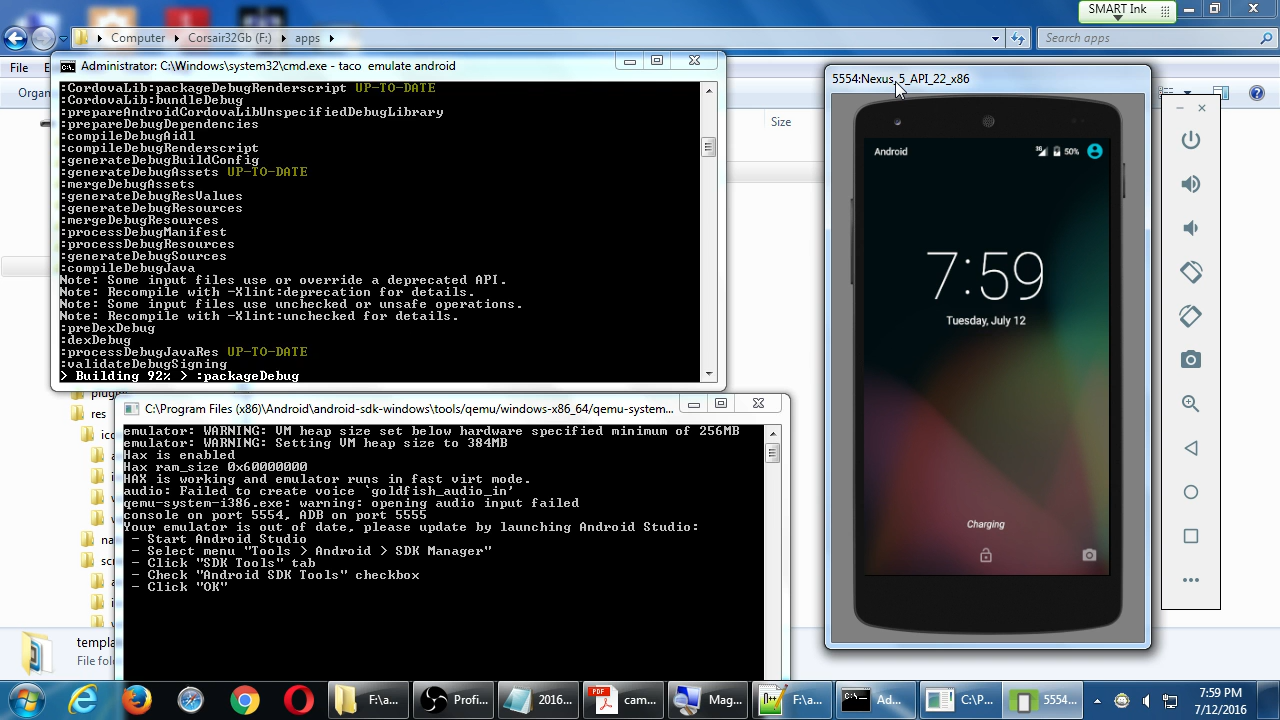 SMART Ink
Computer
Corsair32Gb (F:)
apps
Search apps
File
Organ
Size
Administrator: C:\Windows\system32\cmd.exe - taco  emulate android
:CordovaLib:packageDebugRenderscript UP-TO-DATE
:CordovaLib:bundleDebug
:prepareAndroidCordovaLibUnspecifiedDebugLibrary
:prepareDebugDependencies
:compileDebugAidl
:compileDebugRenderscript
:generateDebugBuildConfig
:generateDebugAssets UP-TO-DATE
:mergeDebugAssets
:generateDebugResValues
:generateDebugResources
:mergeDebugResources
:processDebugManifest
:processDebugResources
:generateDebugSources
:compileDebugJava
Note: Some input files use or override a deprecated API.
Note: Recompile with -Xlint:deprecation for details.
Note: Some input files use unchecked or unsafe operations.
Note: Recompile with -Xlint:unchecked for details.
:preDexDebug
:dexDebug
:processDebugJavaRes UP-TO-DATE
:validateDebugSigning
> Building 92% > :packageDebug
res
ico
na
scr
templa
File fol
C:\Program Files (x86)\Android\android-sdk-windows\tools/qemu/windows-x86_64/qemu-system...
emulator: WARNING: VM heap size set below hardware specified minimum of 256MB
emulator: WARNING: Setting VM heap size to 384MB
Hax is enabled
Hax ram_size 0x60000000
HAX is working and emulator runs in fast virt mode.
audio: Failed to create voice `goldfish_audio_in'
qemu-system-i386.exe: warning: opening audio input failed
console on port 5554, ADB on port 5555
Your emulator is out of date, please update by launching Android Studio:
- Start Android Studio
- Select menu "Tools > Android > SDK Manager"
- Click "SDK Tools" tab
- Check "Android SDK Tools" checkbox
- Click "OK"
5554:Nexus_5_API_22_x86
Android
3G
50%
7:59
Tuesday, July 12
Charging
F:\a...
Profi...
2016...
PDF
cam...
Mag...
F:\a...
Ad...
C:\P...
5554...
7:59 PM
7/12/2016